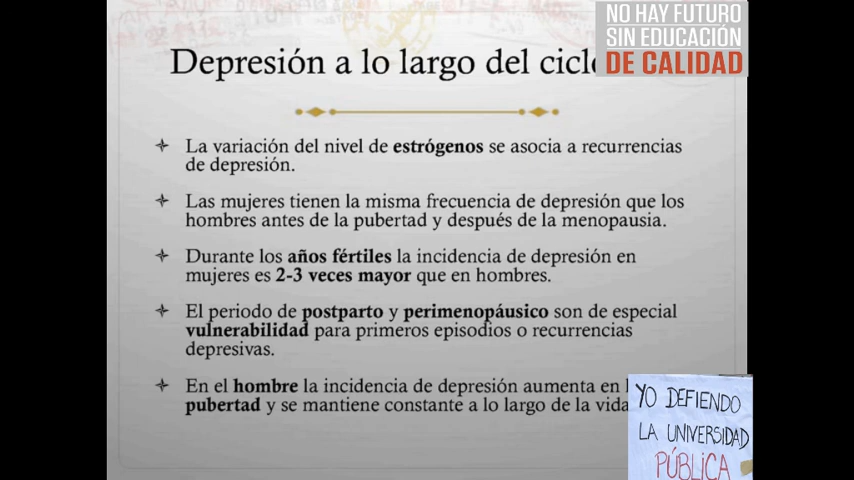 NO HAY FUTURO
SIN EDUCACIÓN
DE CALIDAD
Depresión a lo largo del
La variación del nivel de estrógenos se asocia a recurrencias
de depresión.
Las mujeres tienen la misma frecuencia de depresión que los
hombres antes de la pubertad y después de la menopausia.
Durante los años fértiles la incidencia de depresión en
mujeres es 2-3 veces mayor que en hombres.
El periodo de postparto y perimenopáusico son de especial
vulnerabilidad para primeros episodios o recurrencias
depresivas.
En el hombre la incidencia de depresión aumenta en
pubertad y se mantiene constante a lo largo de la vida
YO DEFIENDO
LA UNIVERSIDAD
PÚBLICA